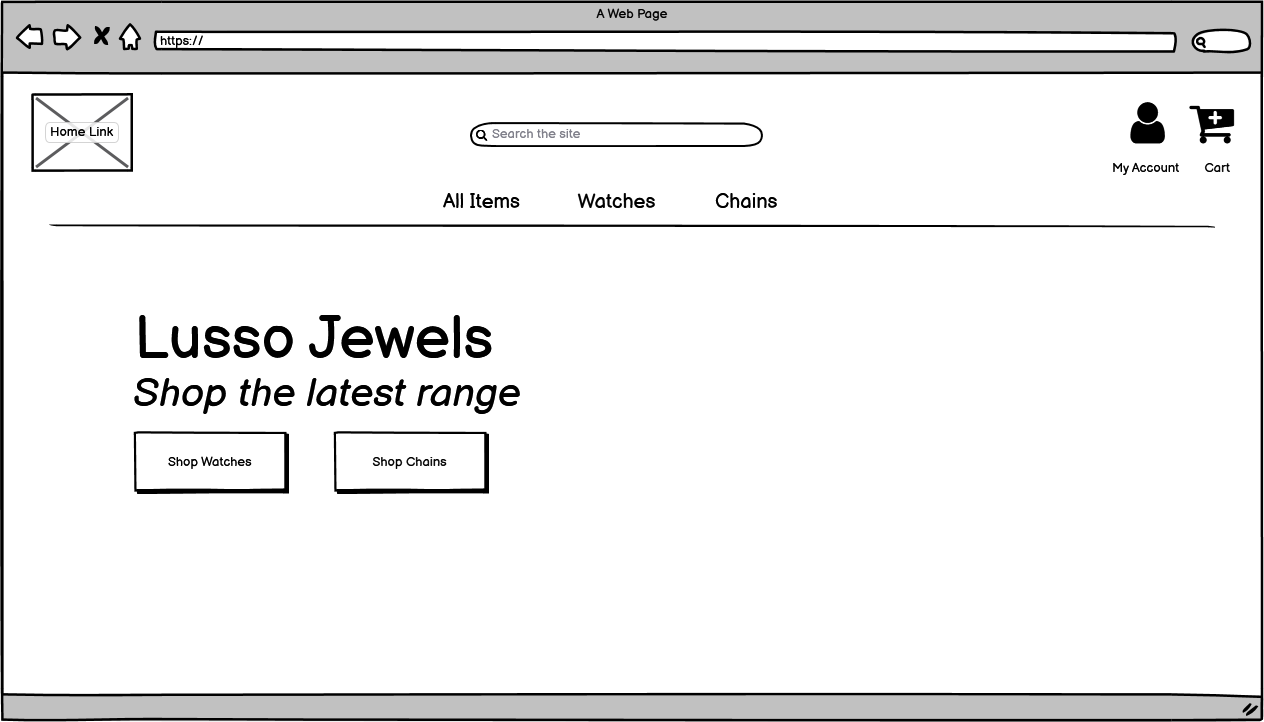 A Web Page
https://
Home Link
Search the site
My Account
Cart
All Items
Watches
Chains
Lusso Jewels
Shop the latest range
Shop Watches
Shop Chains